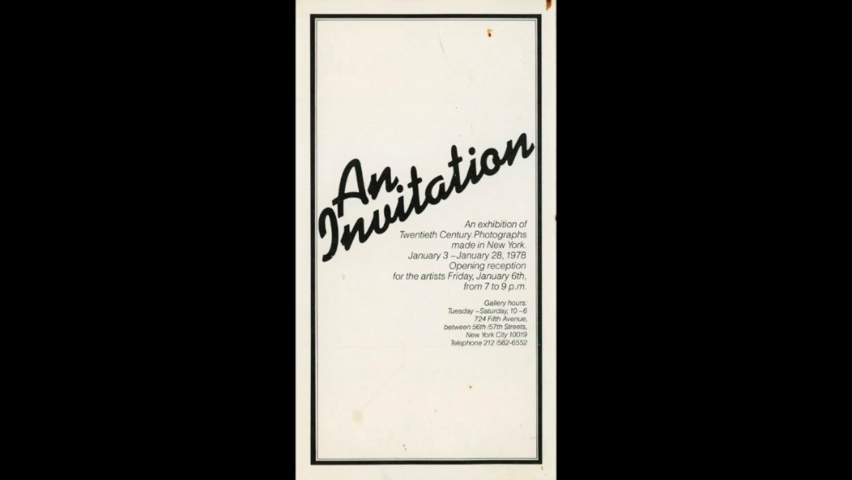 An
Invitation
An exhibition of
Twentieth Century Photographs
made in New York.
January 3 –January 28, 1978
Opening reception
for the artists Friday, January 6th,
from 7 to 9 p.m.
Gallery hours:
Tuesday –Saturday, 10 –6
724 Fifth Avenue,
between 56th /57th Streets,
New York City 10019
Telephone 212 /582-6552